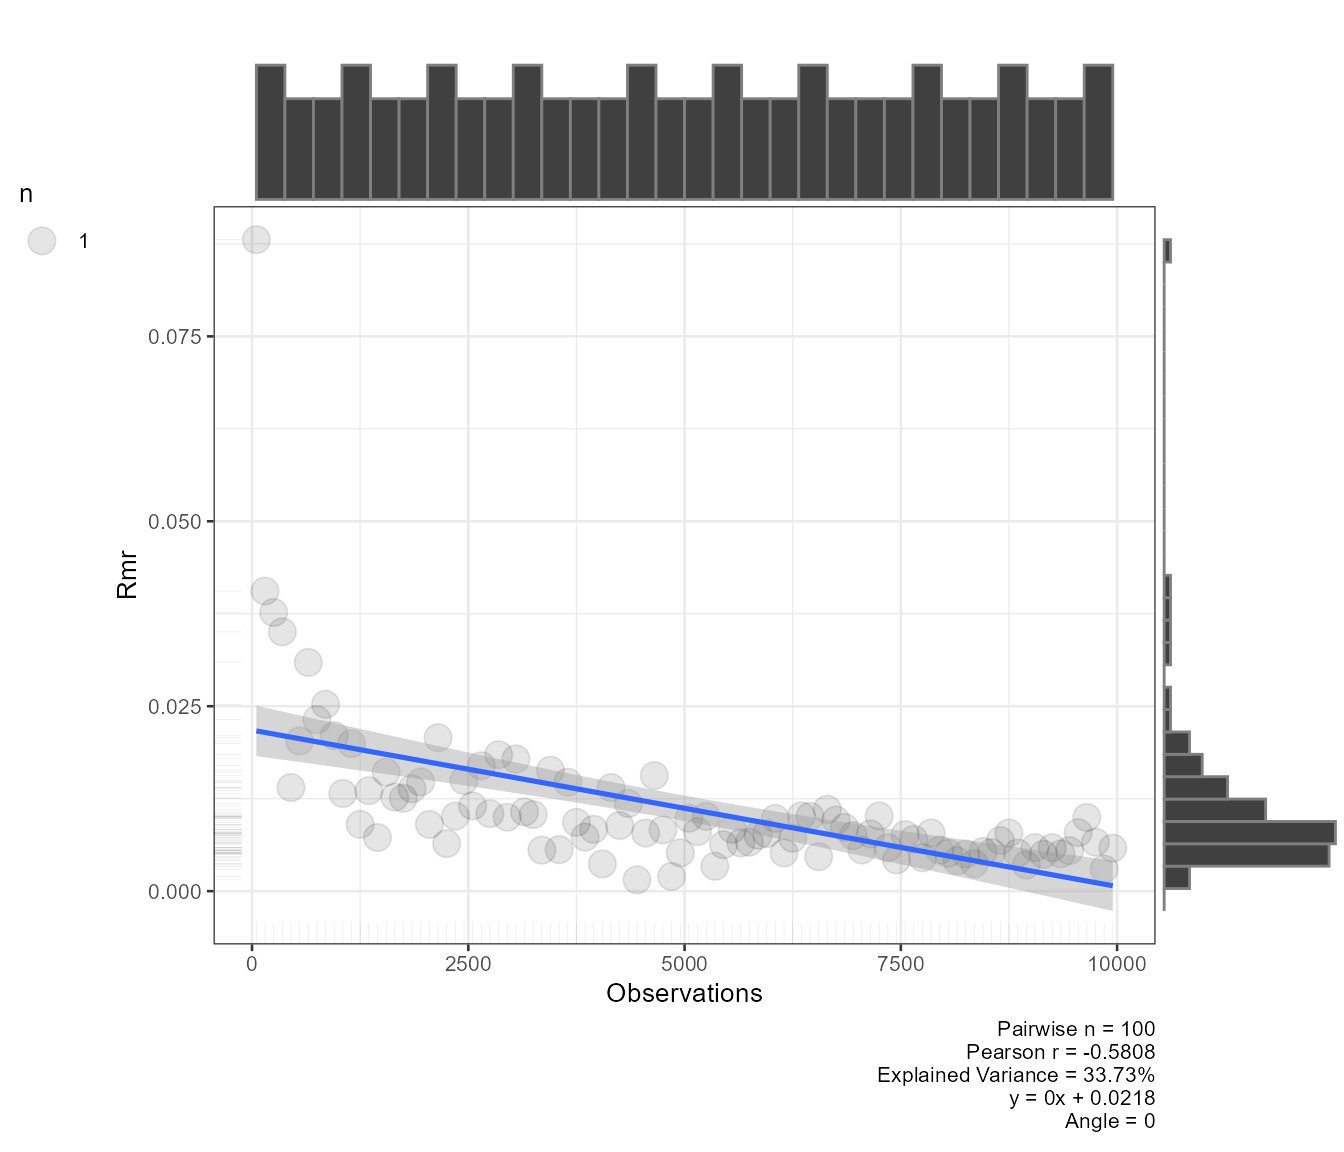 n
1
0.075
0.050
0.025
0.000
Rmr
0
2500
5000
7500
10000
Observations
Pairwise n = 100
Pearson r = -0.5808
Explained Variance = 33.73%
y = 0x + 0.0218
Angle = 0